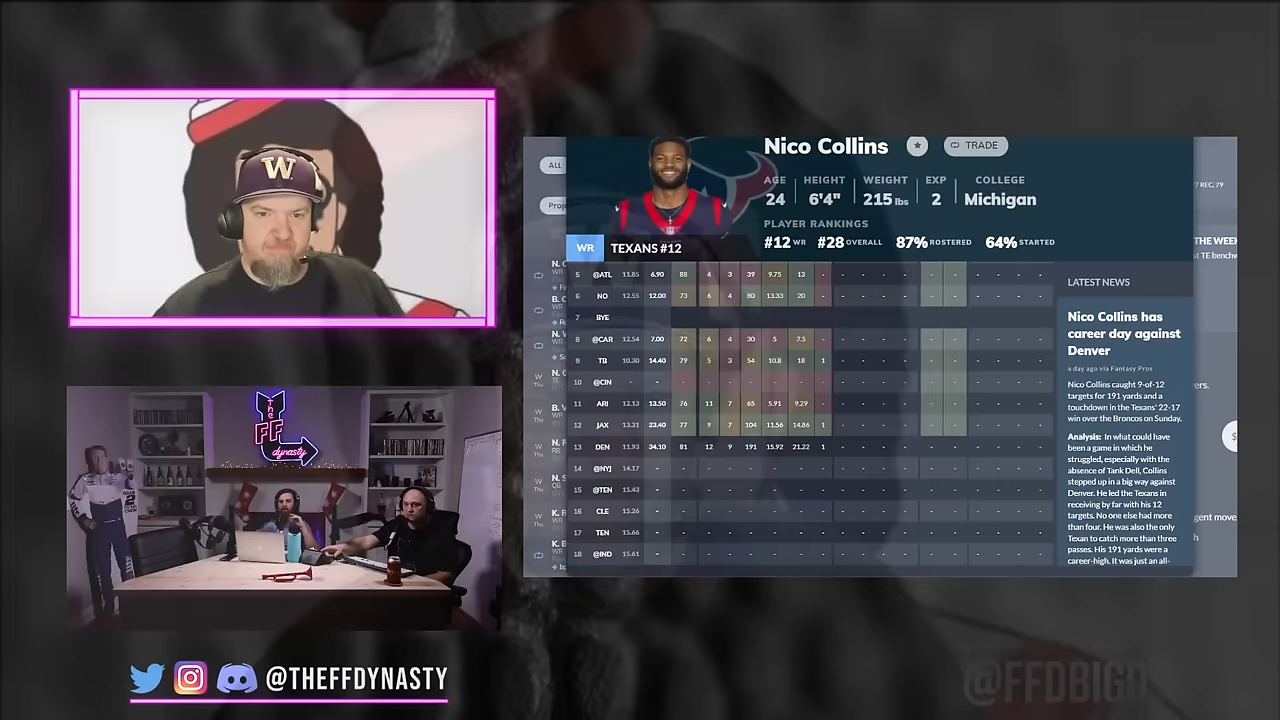 Nico Collins
TRADE
ALL
AGE HEIGHT WEIGHT EXP COLLEGE
24 6'4" 215 lbs 2 Michigan
PLAYER RANKINGS
#12 WR #28 OVERALL 87% ROSTERED 64% STARTED
WR TEXANS #12
5 @ATL 11.85 6.90 88 4 3 39 9.75 13 - - - - - - - - - -
6 NO 12.55 12.00 73 6 4 80 13.33 20 - - - - - - - - - -
7 BYE
8 @CAR 12.54 7.00 72 6 4 30 5 7.5 - - - - - - - - - -
9 TB 10.30 14.40 79 5 3 54 10.8 18 1 - - - - - - - - -
10 @CIN - - - - - - - - - - - - - - - - - -
11 ARI 12.13 13.50 76 11 7 65 5.91 9.29 - - - - - - - - - -
12 JAX 13.31 23.40 77 9 7 104 11.56 14.86 1 - - - - - - - - -
13 DEN 11.99 34.10 81 12 9 191 15.92 21.22 1 - - - - - - - - -
14 @NYJ 14.17 - - - - - - - - - - - - - - - - -
15 @TEN 15.43 - - - - - - - - - - - - - - - - -
16 CLE 15.26 - - - - - - - - - - - - - - - - -
17 TEN 15.66 - - - - - - - - - - - - - - - - -
18 @IND 15.61 - - - - - - - - - - - - - - - - -
LATEST NEWS
Nico Collins has
career day against
Denver
a day ago via Fantasy Pros
Nico Collins caught 9-of-12
targets for 191 yards and a
touchdown in the Texans' 22-17
win over the Broncos on Sunday.
Analysis: In what could have
been a game in which he
struggled, especially with the
absence of Tank Dell, Collins
stepped up in a big way against
Denver. He led the Texans in
receiving by far with his 12
targets. No one else had more
than four. He was also the only
Texan to catch more than three
passes. His 191 yards were a
career-high. It was just an all-
W
The
FF
dynasty
@THEFFDYNASTY